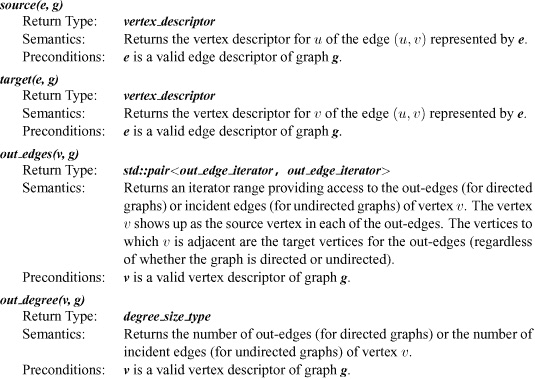 source(e, g)
Return Type: vertex_descriptor
Semantics: Returns the vertex descriptor for u of the edge (u, v) represented by e.
Preconditions: e is a valid edge descriptor of graph g.
target(e, g)
Return Type: vertex_descriptor
Semantics: Returns the vertex descriptor for v of the edge (u, v) represented by e.
Preconditions: e is a valid edge descriptor of graph g.
out_edges(v, g)
Return Type: std::pair<out_edge_iterator, out_edge_iterator>
Semantics: Returns an iterator range providing access to the out-edges (for directed
graphs) or incident edges (for undirected graphs) of vertex v. The vertex
v shows up as the source vertex in each of the out-edges. The vertices to
which v is adjacent are the target vertices for the out-edges (regardless
of whether the graph is directed or undirected).
Preconditions: v is a valid vertex descriptor of graph g.
out_degree(v, g)
Return Type: degree_size_type
Semantics: Returns the number of out-edges (for directed graphs) or the number of
incident edges (for undirected graphs) of vertex v.
Preconditions: v is a valid vertex descriptor of graph g.